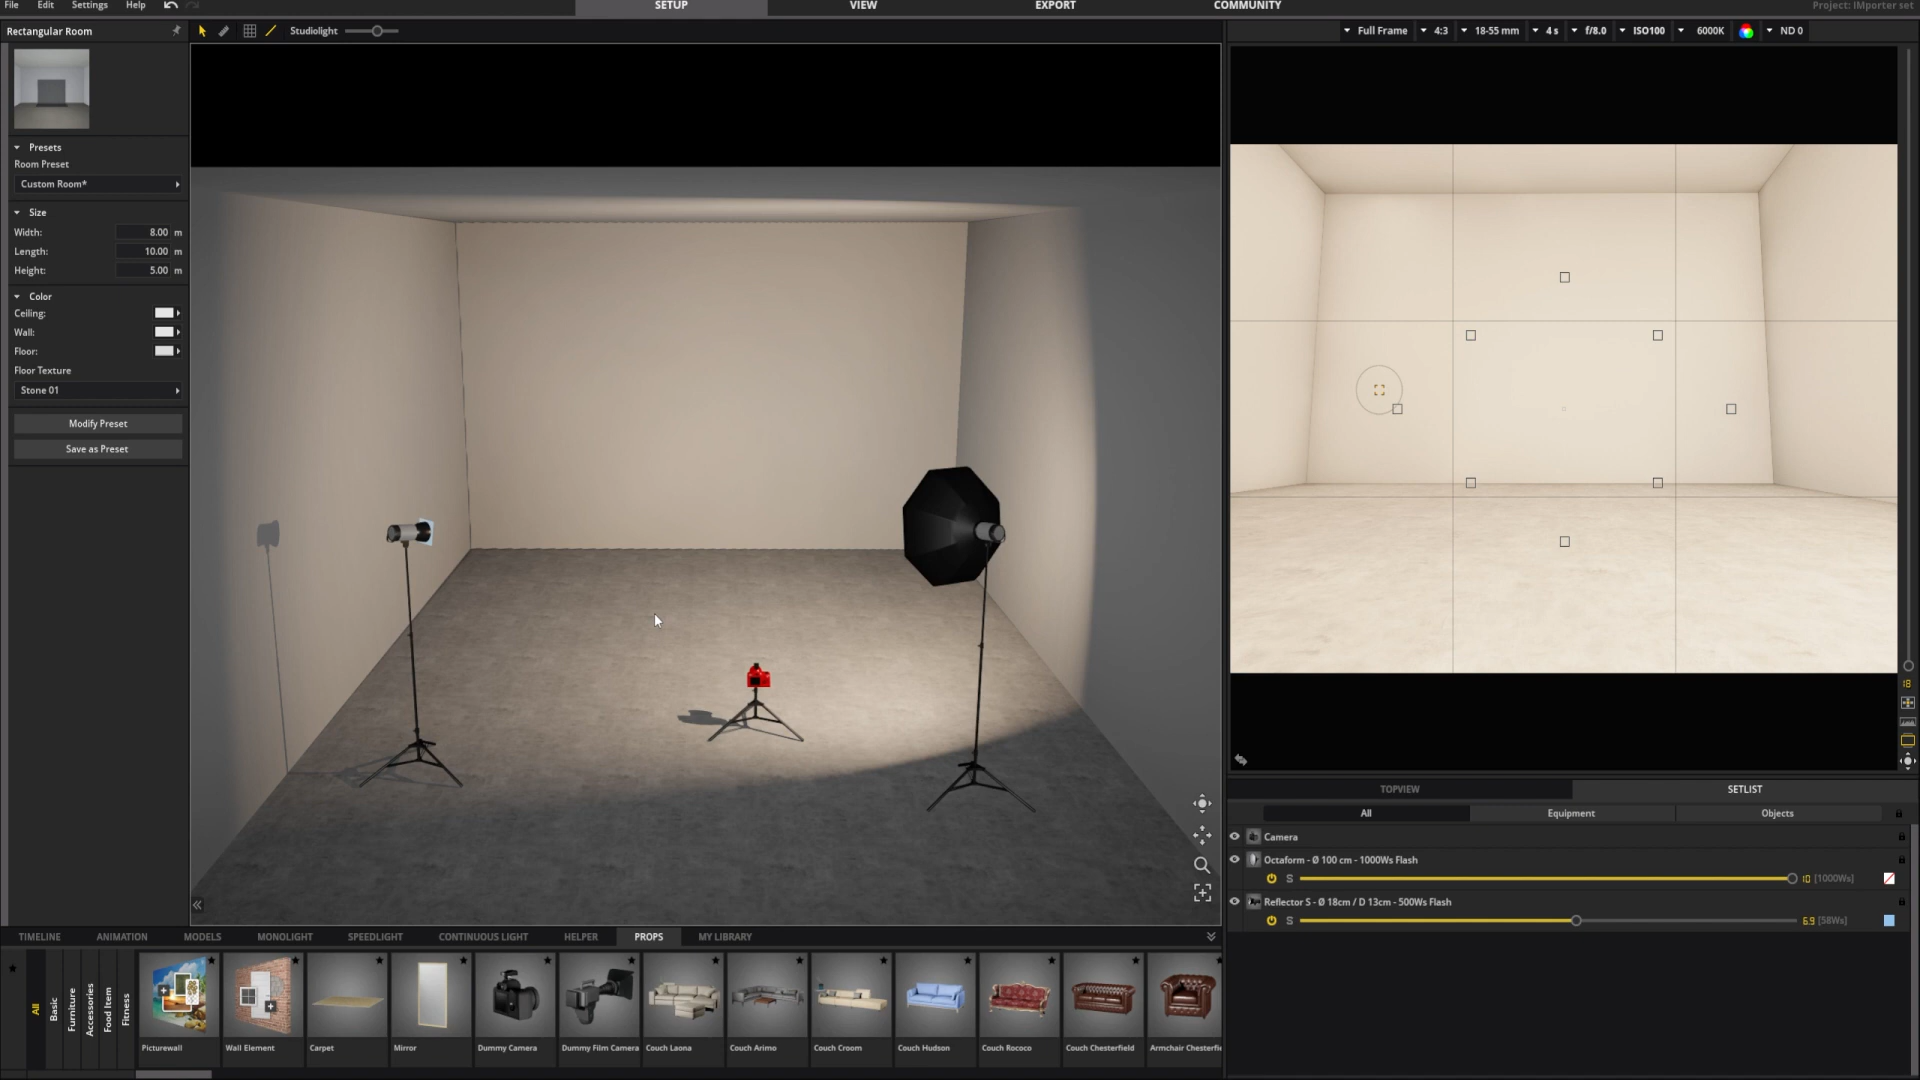 File Edit Settings Help
SETUP VIEW EXPORT COMMUNITY
Project: IMporter set
Rectangular Room
Studiolight
Full Frame 4:3 18-55 mm 4 s f/8.0 ISO100 6000K ND 0
Presets
Room Preset
Custom Room*
Size
Width: 8.00 m
Length: 10.00 m
Height: 5.00 m
Color
Ceiling:
Wall:
Floor:
Floor Texture
Stone 01
Modify Preset
Save as Preset
18
TOPVIEW SETLIST
All Equipment Objects
Camera
Octaform - Ø 100 cm - 1000Ws Flash
S 10 [1000Ws]
Reflector S - Ø 18cm / D 13cm - 500Ws Flash
S 6.9 [58Ws]
TIMELINE ANIMATION MODELS MONOLIGHT SPEEDLIGHT CONTINUOUS LIGHT HELPER PROPS MY LIBRARY
All
Basic
Furniture
Accessories
Food Item
Fitness
Picturewall Wall Element Carpet Mirror Dummy Camera Dummy Film Camera Couch Laona Couch Arimo Couch Croom Couch Hudson Couch Rococo Couch Chesterfield Armchair Chesterfie